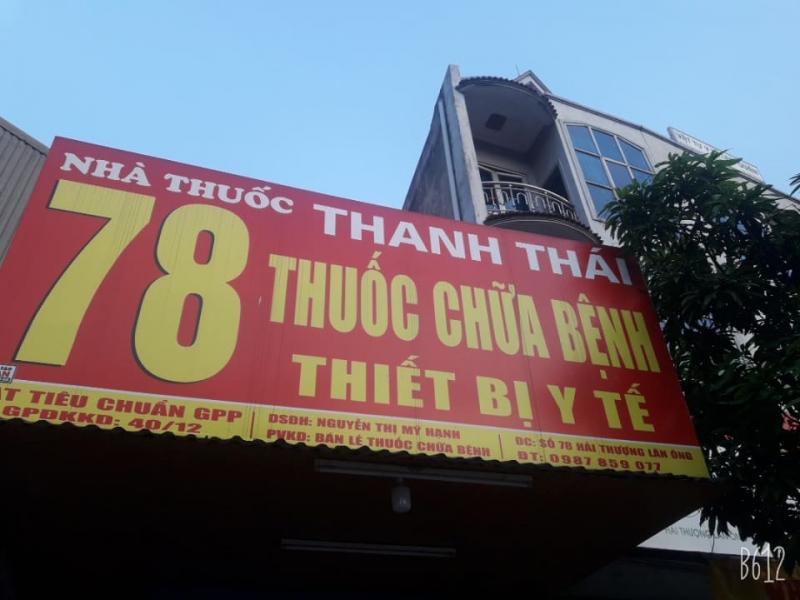 NHÀ THUỐC THANH THÁI
78
THUỐC CHỮA BỆNH
THIẾT BỊ Y TẾ
ĐẠT TIÊU CHUẨN GPP
GPĐKKD: 40/12
DSĐH: NGUYỄN THỊ MỸ HẠNH
PVKD: BÁN LẺ THUỐC CHỮA BỆNH
ĐC: SỐ 78 HẢI THƯỢNG LÃN ÔNG
ĐT: 0987 859 077
B612